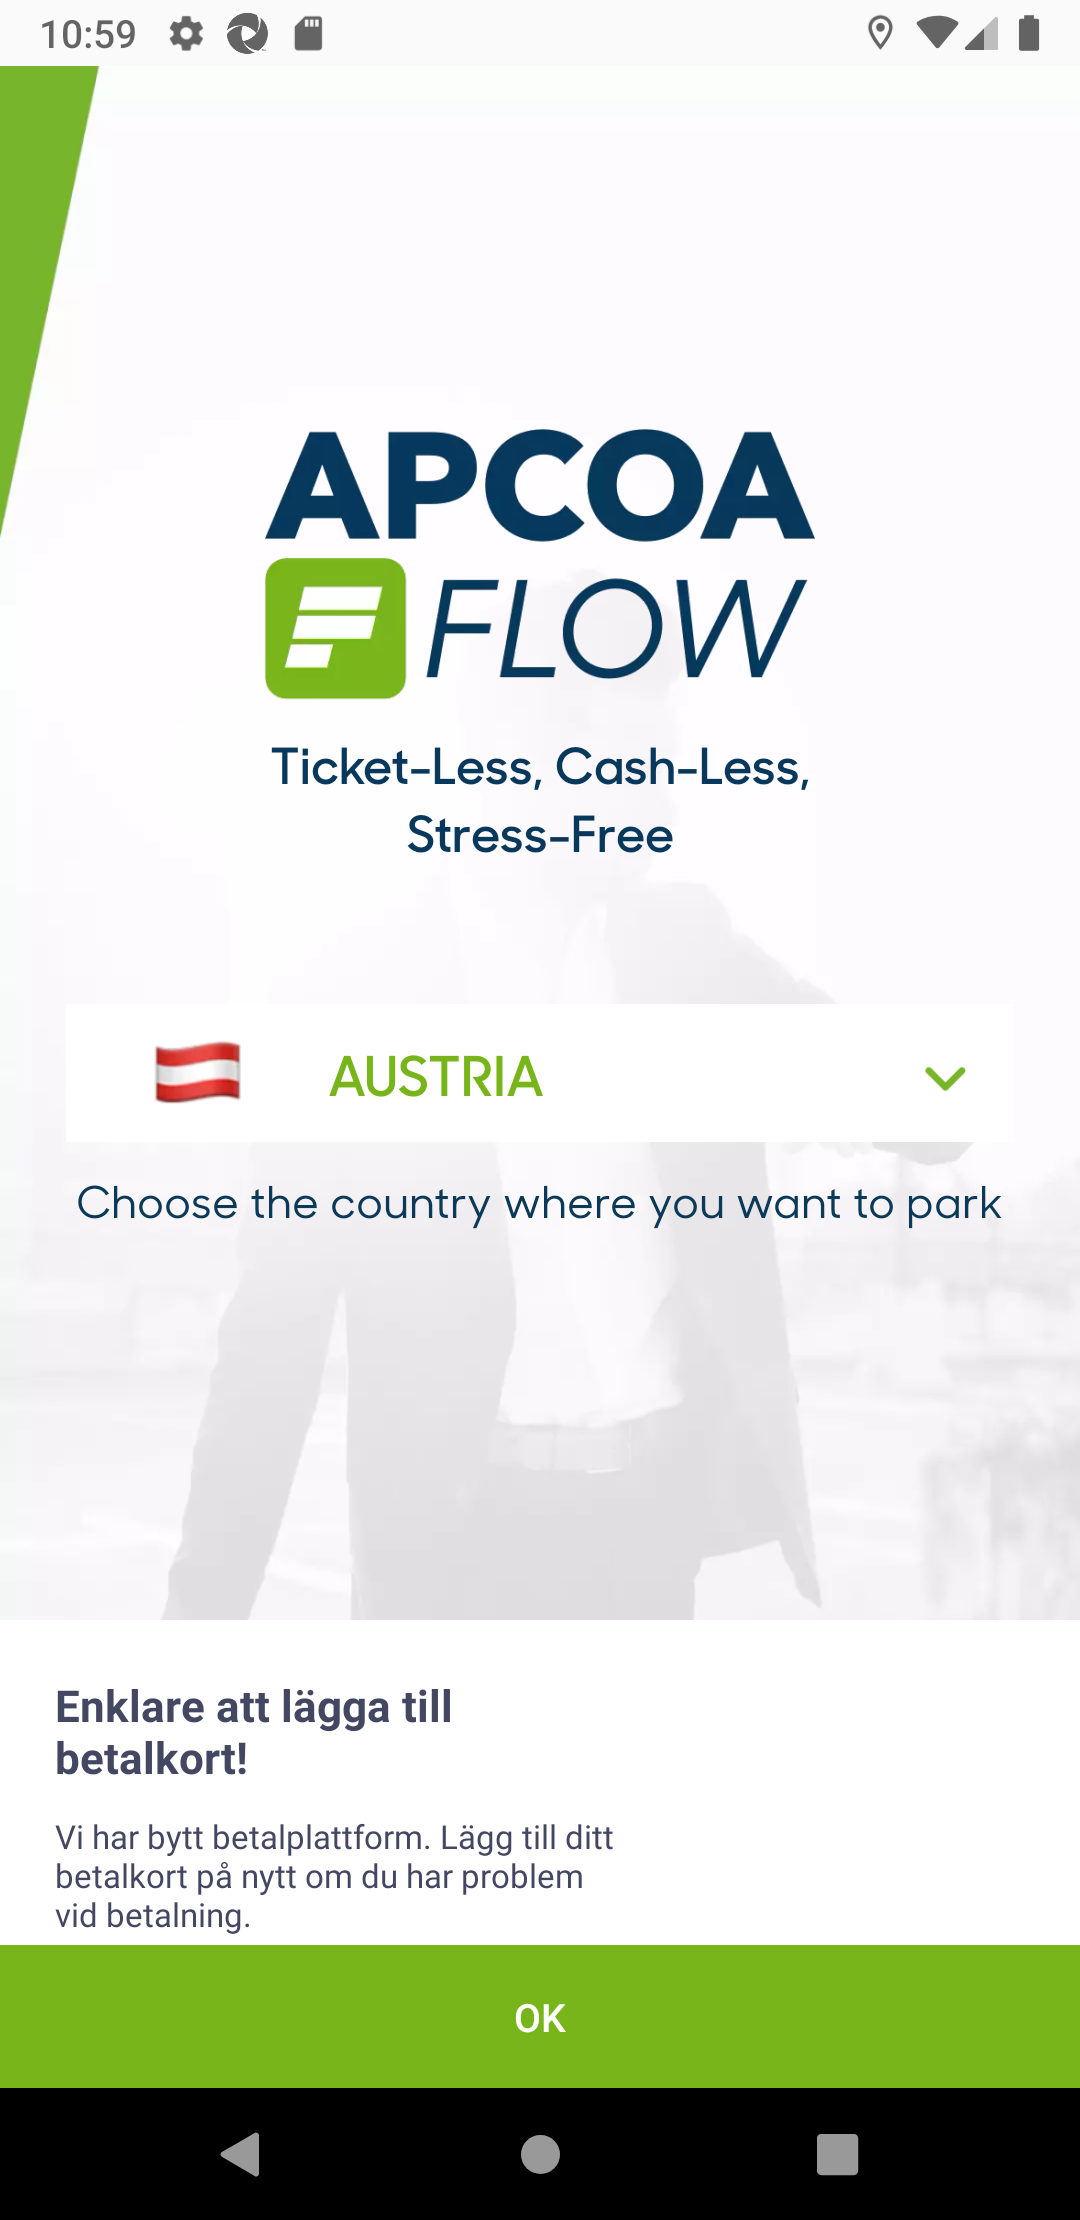 10:59
APCOA
FLOW
Ticket-Less, Cash-Less,
Stress-Free
AUSTRIA
Choose the country where you want to park
Enklare att lägga till
betalkort!
Vi har bytt betalplattform. Lägg till ditt
betalkort på nytt om du har problem
vid betalning.
OK